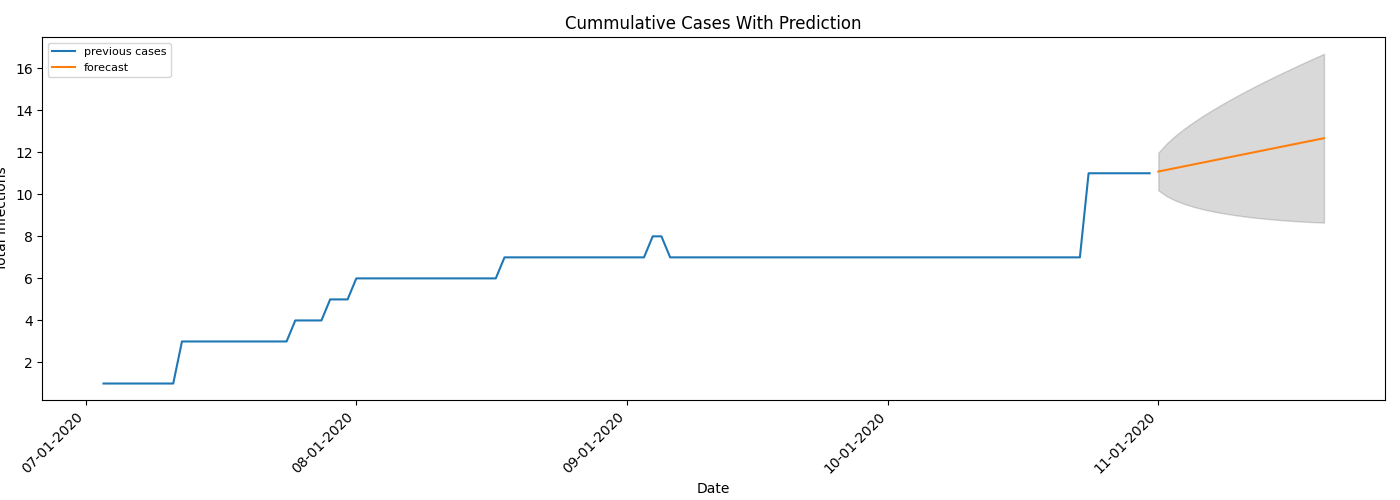 Cummulative Cases With Prediction
previous cases
forecast
16
14
12
10
8
6
4
2
Total Infections
07-01-2020
08-01-2020
09-01-2020
10-01-2020
11-01-2020
Date